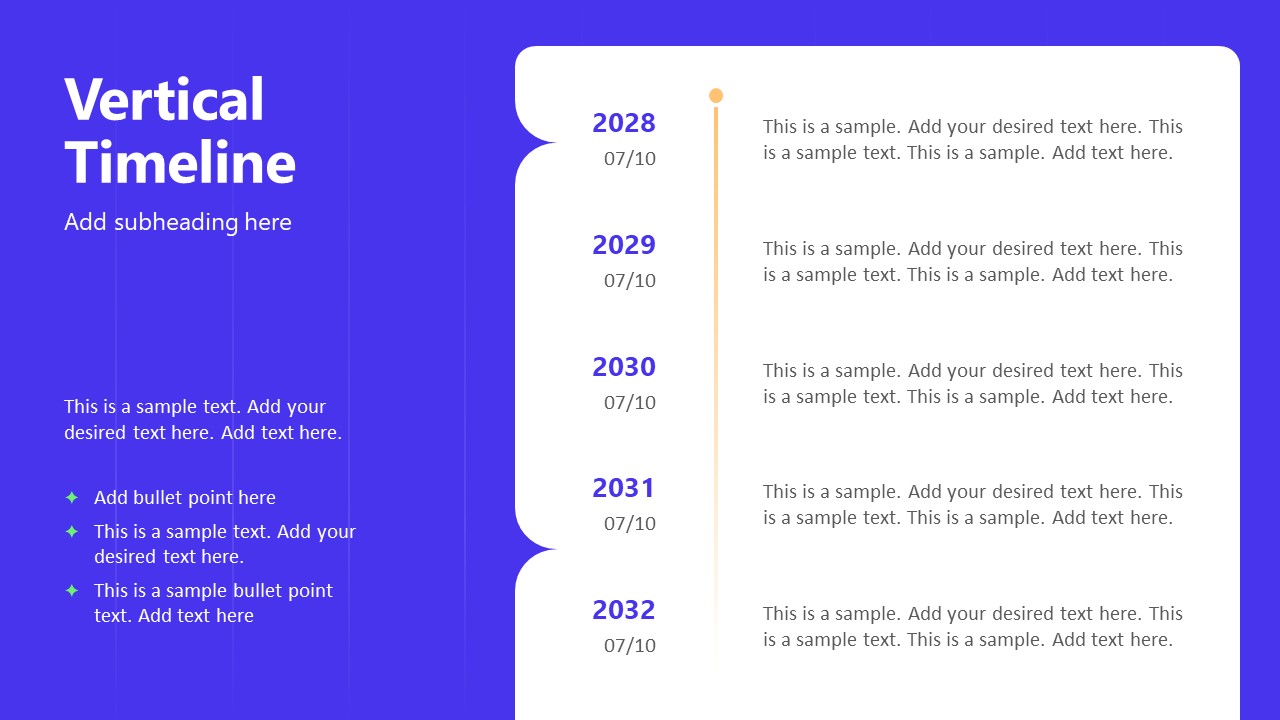 Vertical
Timeline
Add subheading here
This is a sample text. Add your
desired text here. Add text here.
✦ Add bullet point here
✦ This is a sample text. Add your
desired text here.
✦ This is a sample bullet point
text. Add text here
2028
07/10
This is a sample. Add your desired text here. This
is a sample text. This is a sample. Add text here.
2029
07/10
This is a sample. Add your desired text here. This
is a sample text. This is a sample. Add text here.
2030
07/10
This is a sample. Add your desired text here. This
is a sample text. This is a sample. Add text here.
2031
07/10
This is a sample. Add your desired text here. This
is a sample text. This is a sample. Add text here.
2032
07/10
This is a sample. Add your desired text here. This
is a sample text. This is a sample. Add text here.